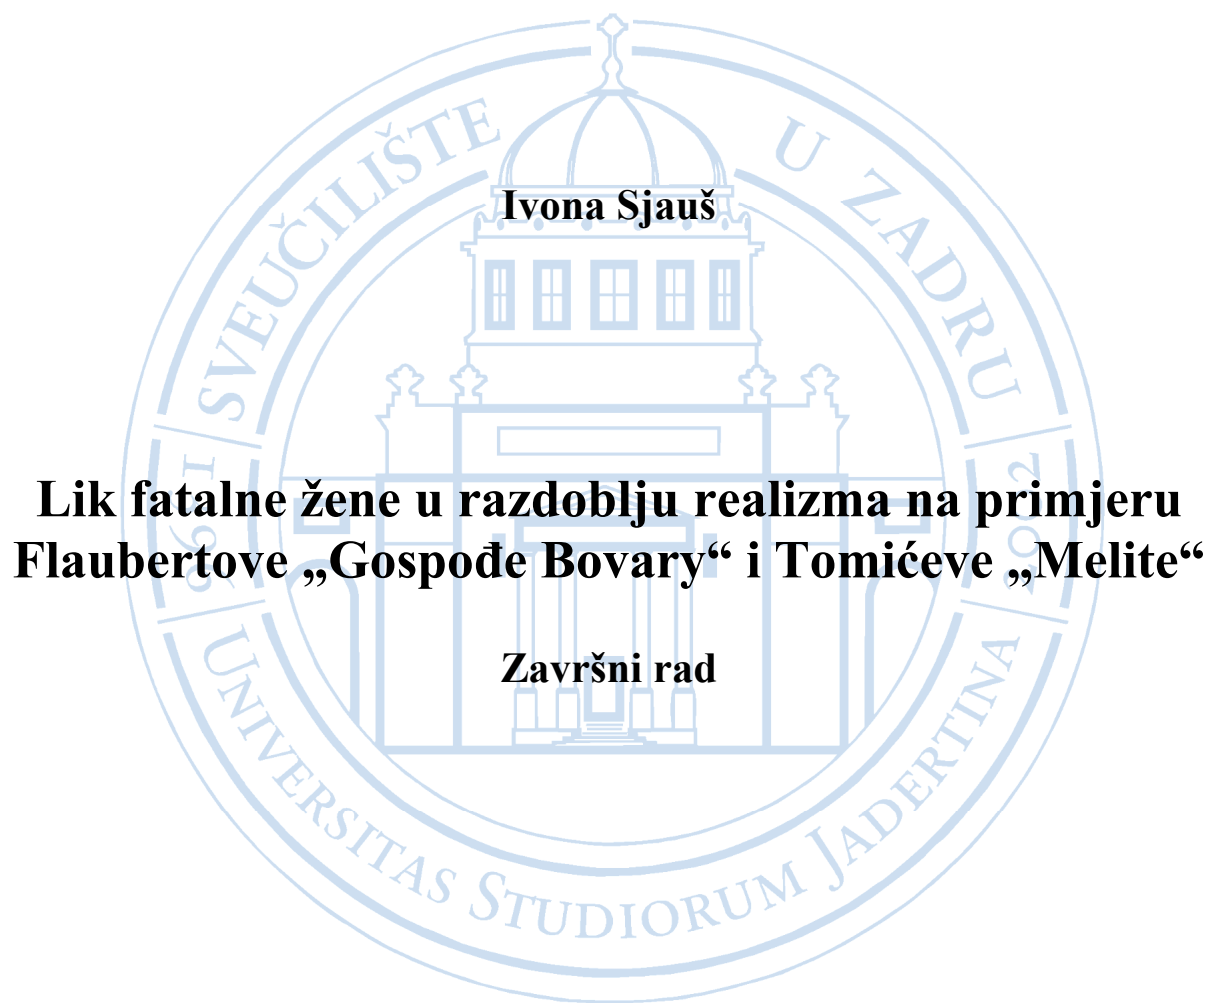 Ivona Sjauš
Lik fatalne žene u razdoblju realizma na primjeru
Flaubertove „Gospođe Bovary“ i Tomićeve „Melite“
Završni rad
SVEUČILIŠTE U ZADRU
1396
2002
UNIVERSITAS STUDIORUM JADERTINA